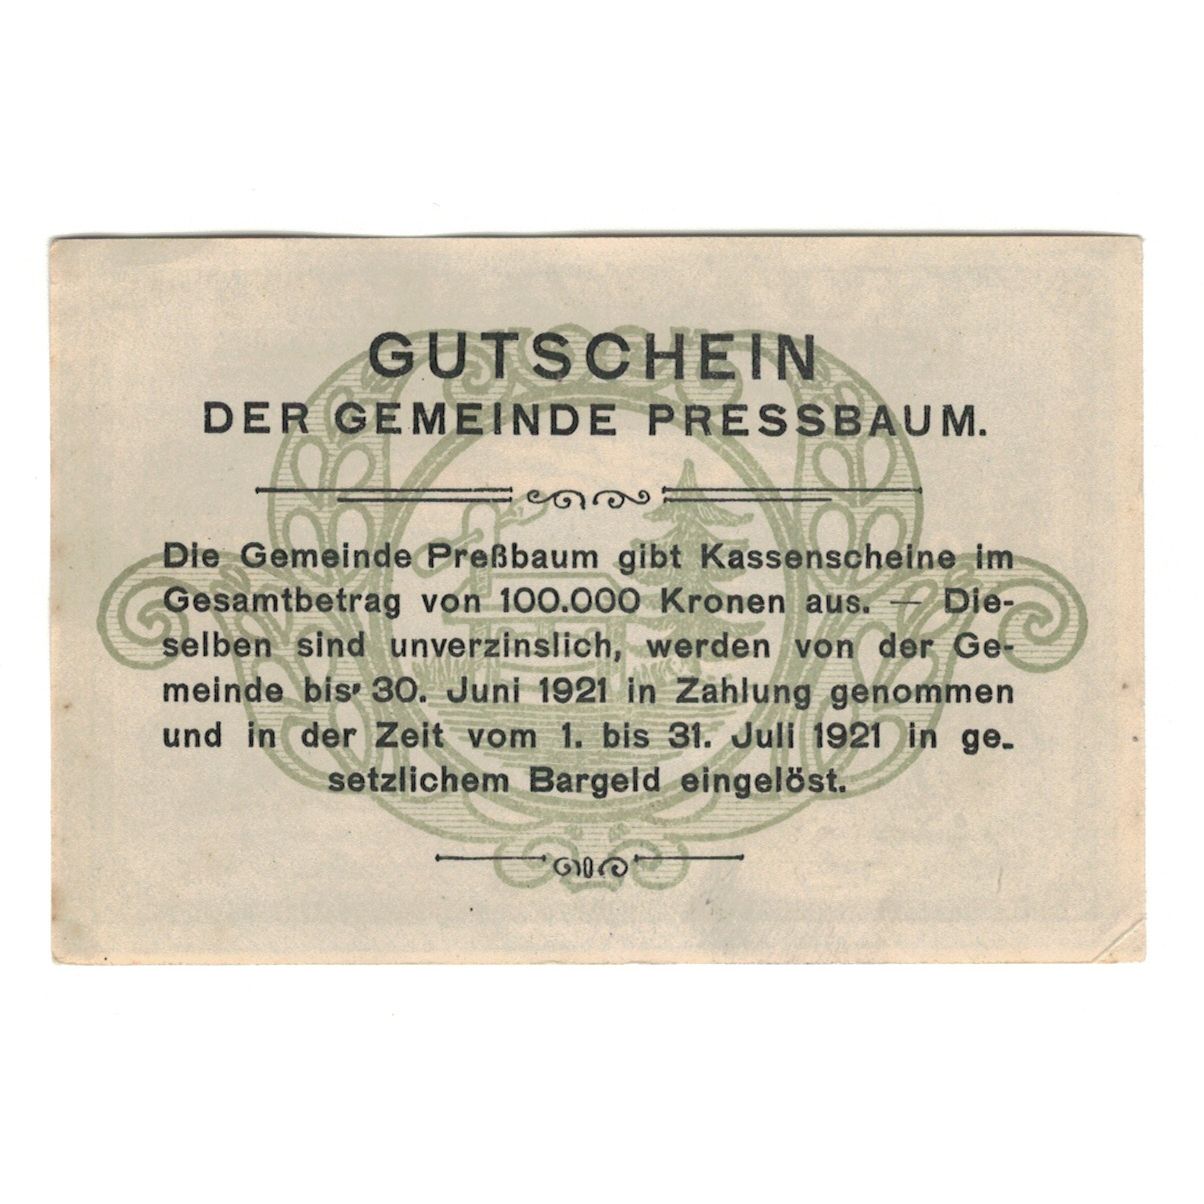 GUTSCHEIN
DER GEMEINDE PRESSBAUM.
Die Gemeinde Preßbaum gibt Kassenscheine im
Gesamtbetrag von 100.000 Kronen aus. — Die-
selben sind unverzinslich, werden von der Ge-
meinde bis 30. Juni 1921 in Zahlung genommen
und in der Zeit vom 1. bis 31. Juli 1921 in ge-
setzlichem Bargeld eingelöst.